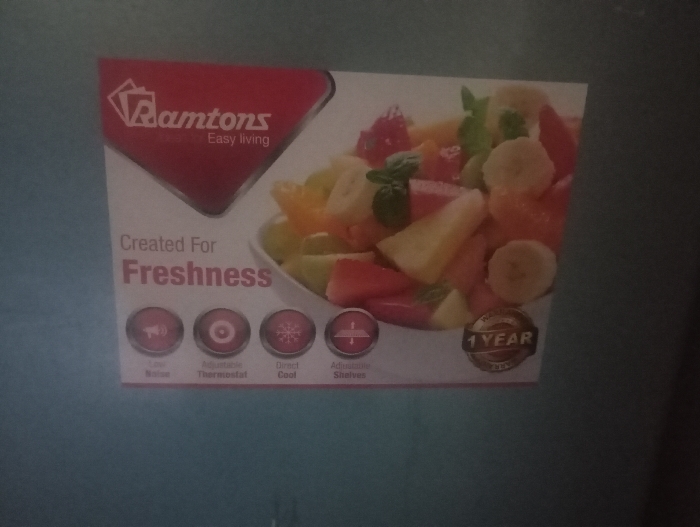 Ramtons
Easy living
Created For
Freshness
Low
Noise
Adjustable
Thermostat
Direct
Cool
Adjustable
Shelves
1 YEAR